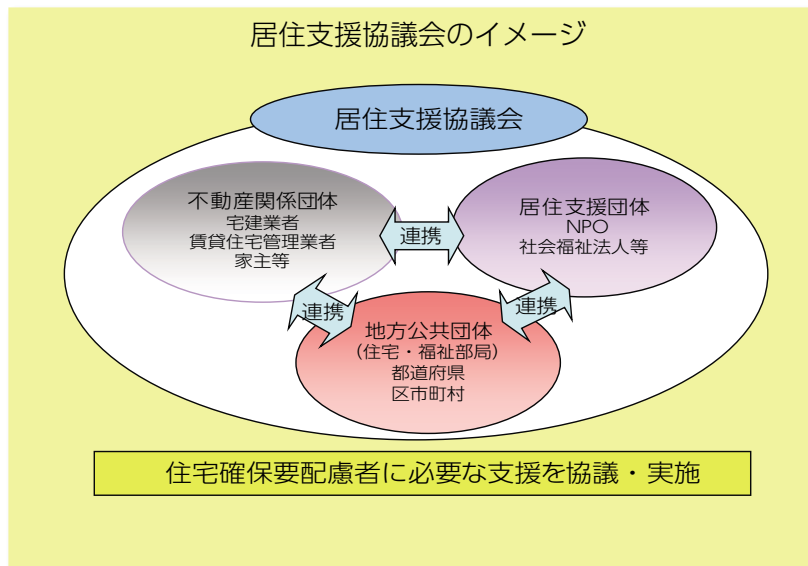 居住支援協議会のイメージ
居住支援協議会
不動産関係団体
宅建業者
賃貸住宅管理業者
家主等
連携
居住支援団体
NPO
社会福祉法人等
連携
連携
地方公共団体
(住宅・福祉部局)
都道府県
区市町村
住宅確保要配慮者に必要な支援を協議・実施